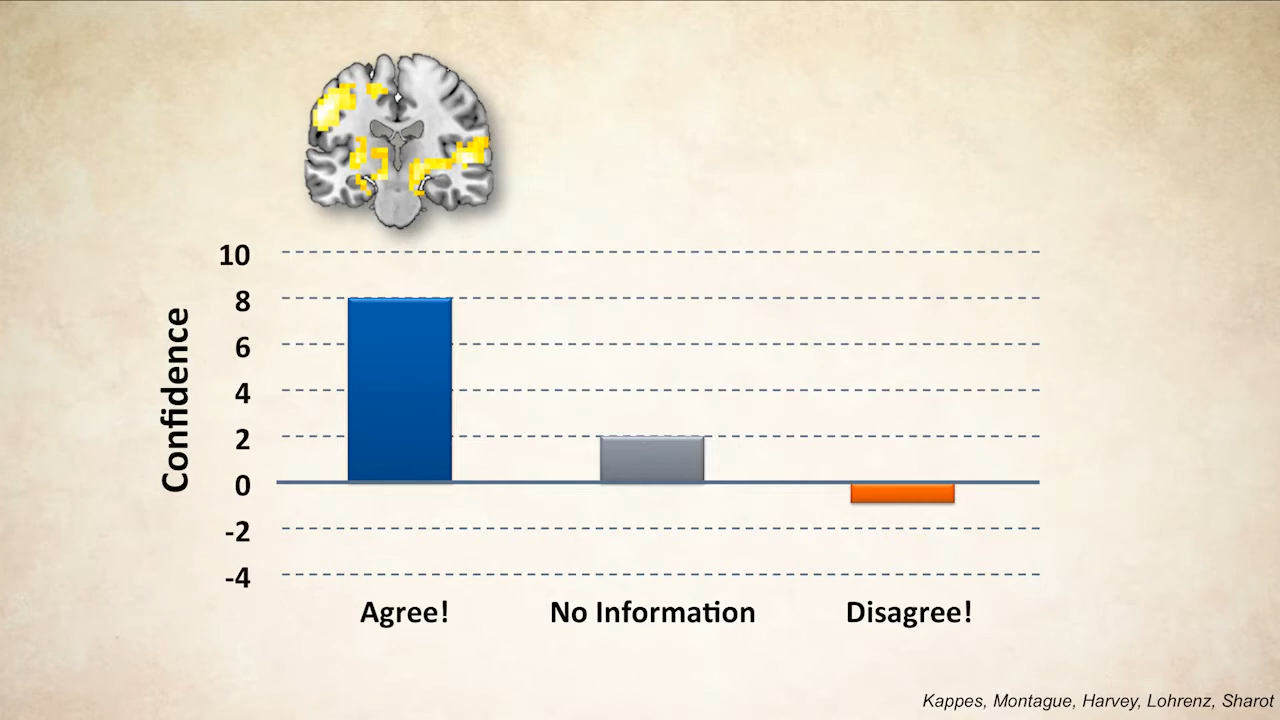 10
8
6
4
2
0
-2
-4
Confidence
Agree!
No Information
Disagree!
Kappes, Montague, Harvey, Lohrenz, Sharot